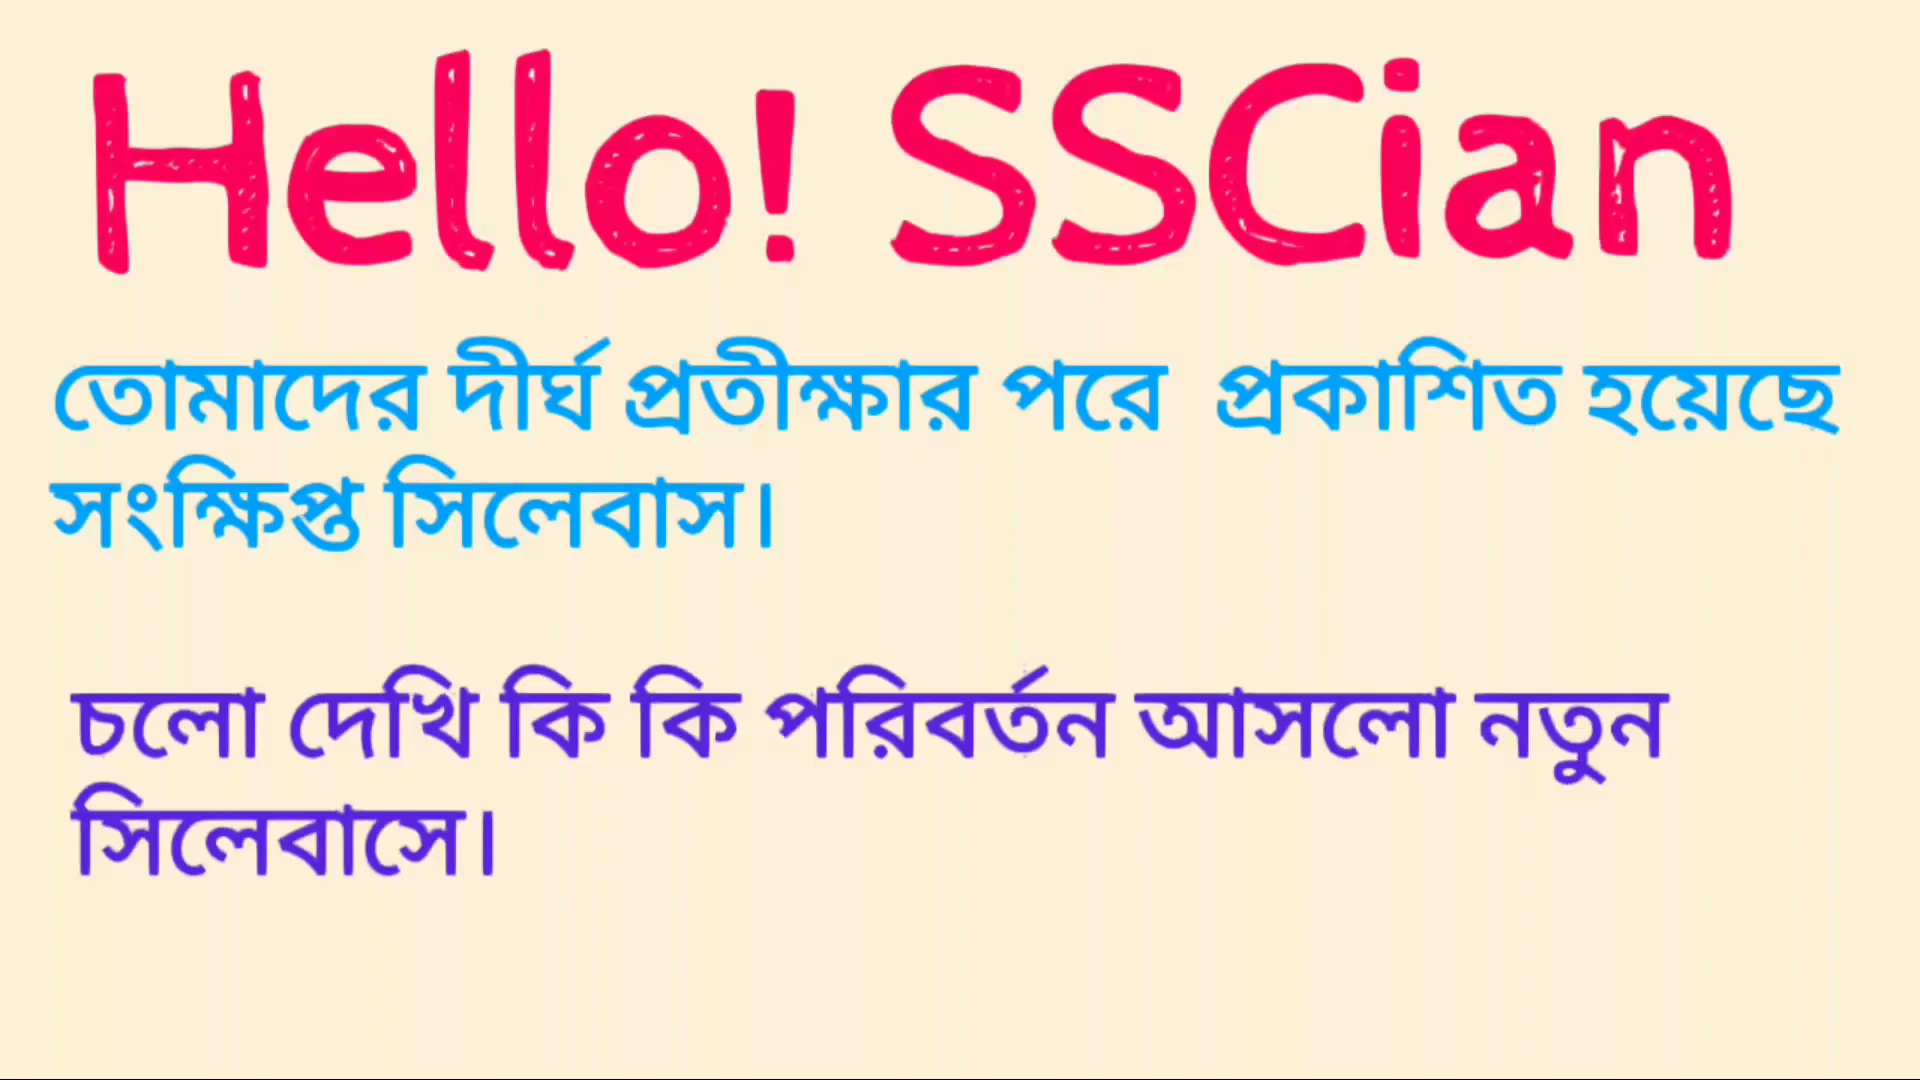 Hello! SSCian
তোমাদের দীর্ঘ প্রতীক্ষার পরে প্রকাশিত হয়েছে
সংক্ষিপ্ত সিলেবাস।
চলো দেখি কি কি পরিবর্তন আসলো নতুন
সিলেবাসে।